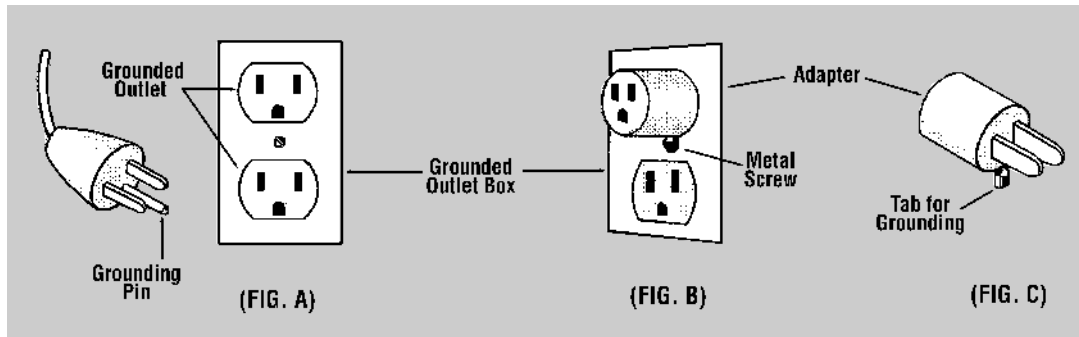 Grounded
Outlet
Grounding
Pin
(FIG. A)
Grounded
Outlet Box
Adapter
Metal
Screw
(FIG. B)
Tab for
Grounding
(FIG. C)